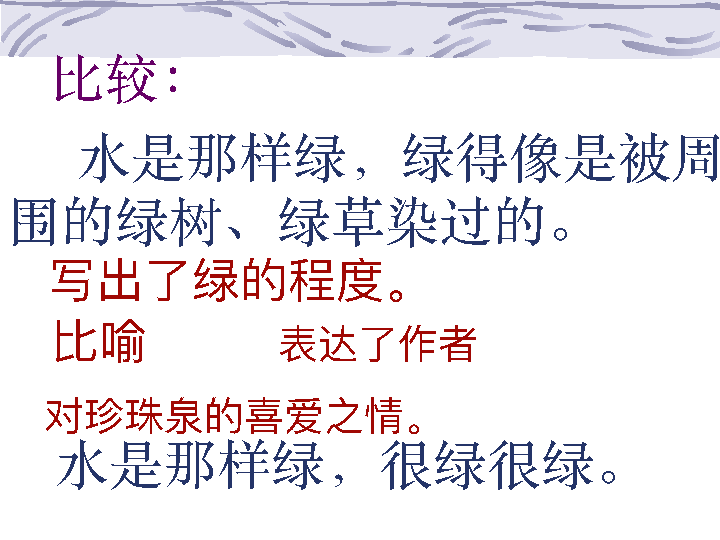 比较：
水是那样绿，绿得像是被周
围的绿树、绿草染过的。
写出了绿的程度。
比喻 表达了作者
对珍珠泉的喜爱之情。
水是那样绿，很绿很绿。